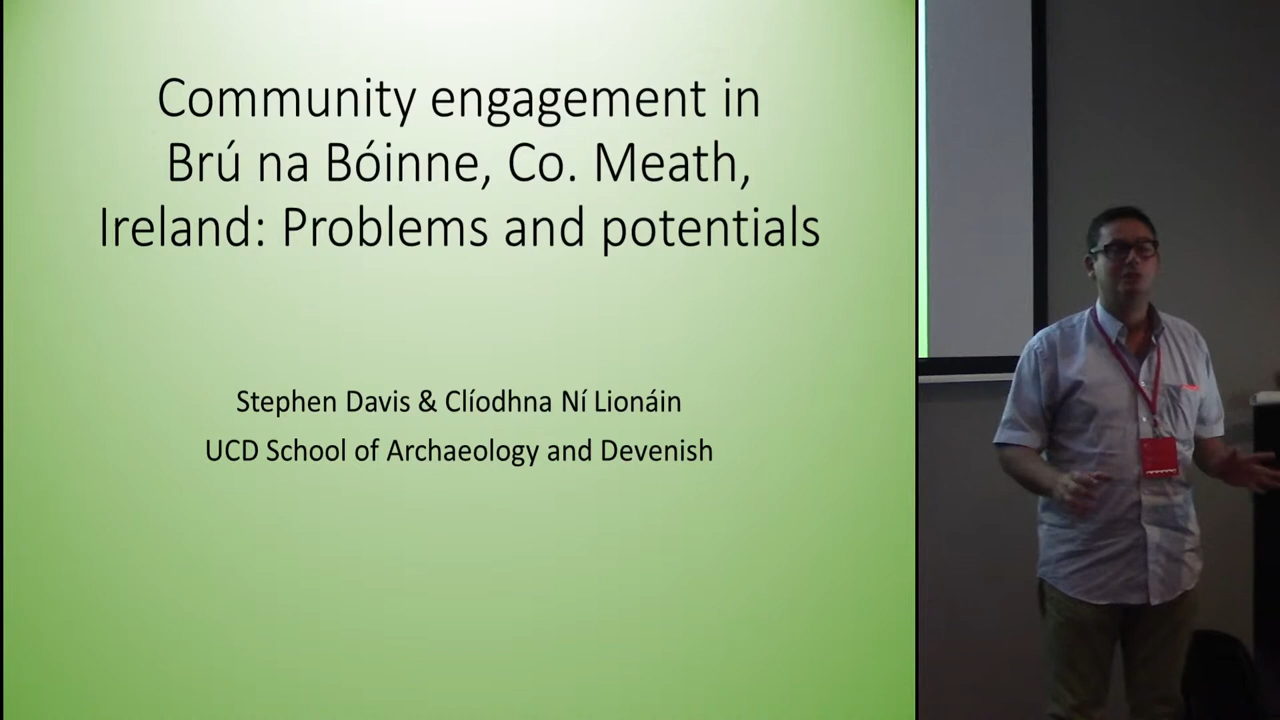 Community engagement in
Brú na Bóinne, Co. Meath,
Ireland: Problems and potentials
Stephen Davis & Clíodhna Ní Lionáin
UCD School of Archaeology and Devenish